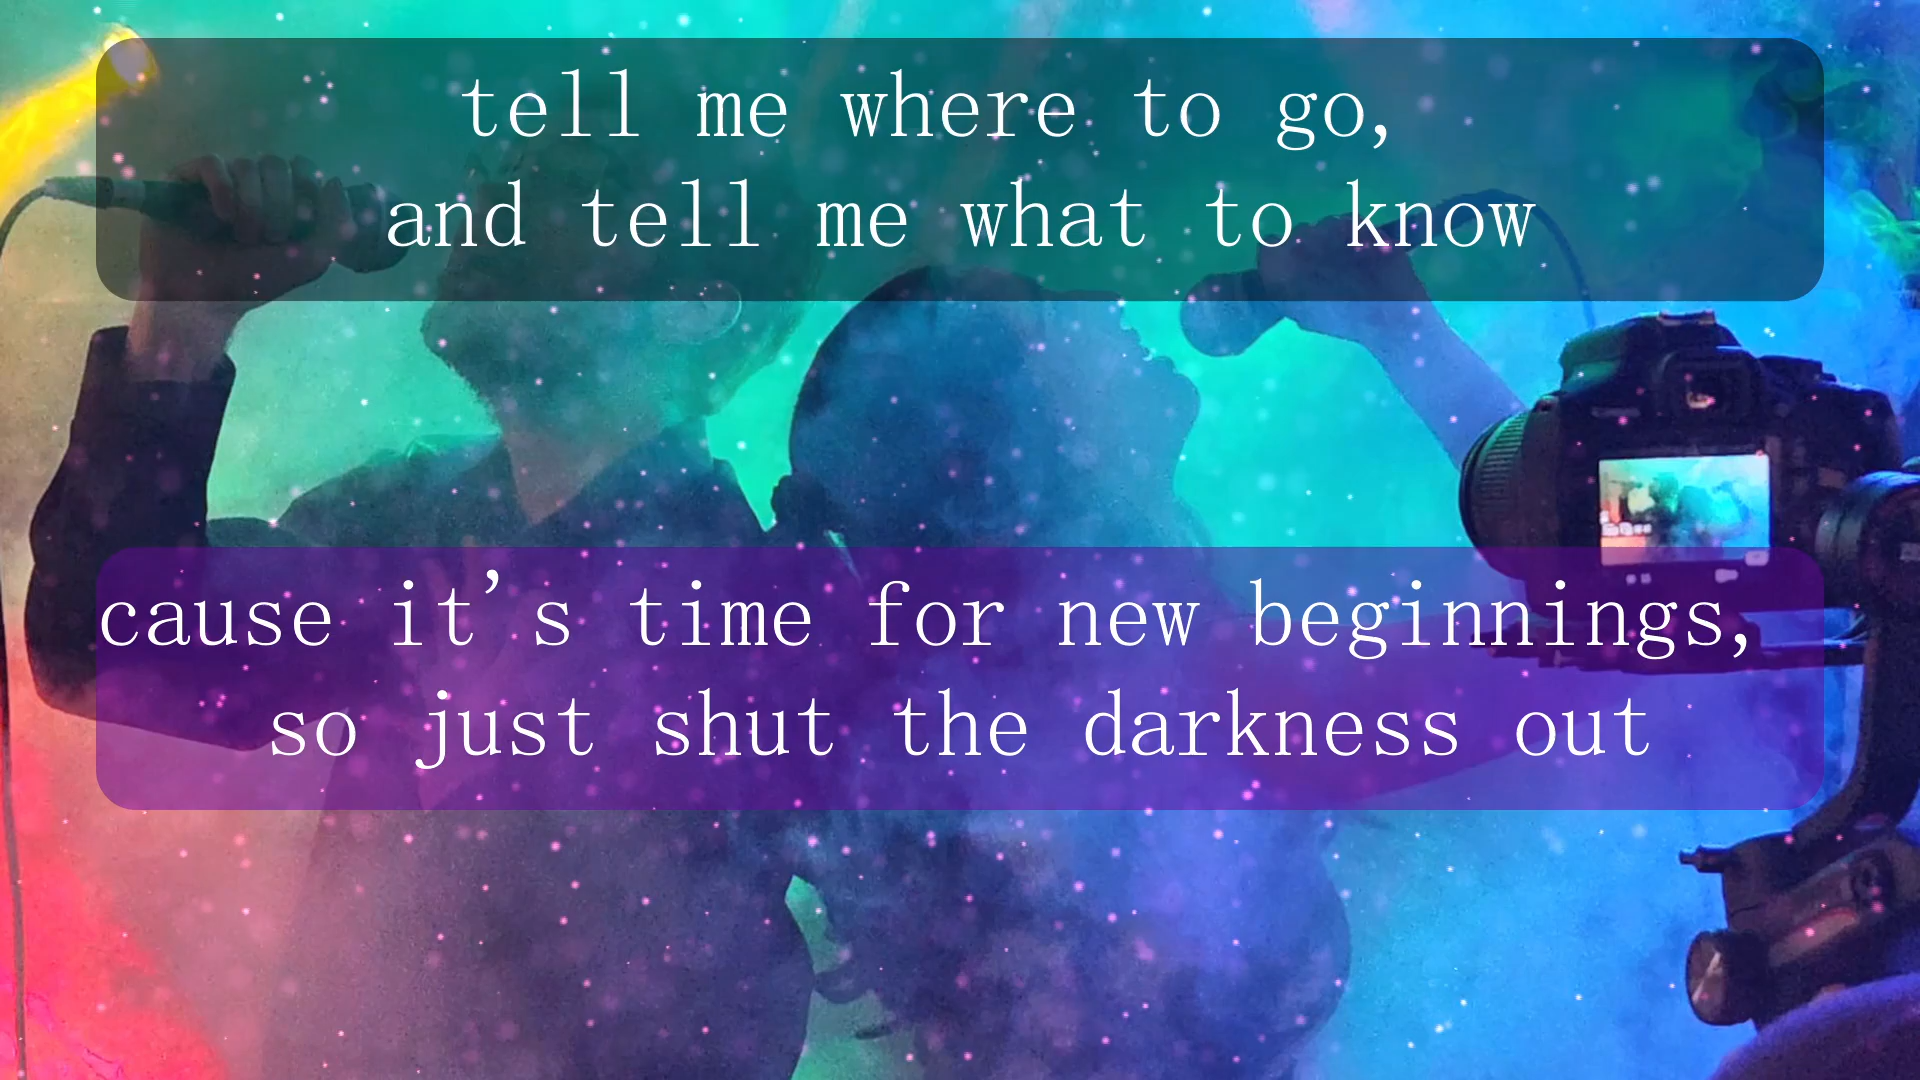 tell me where to go,
and tell me what to know
cause it's time for new beginnings,
so just shut the darkness out